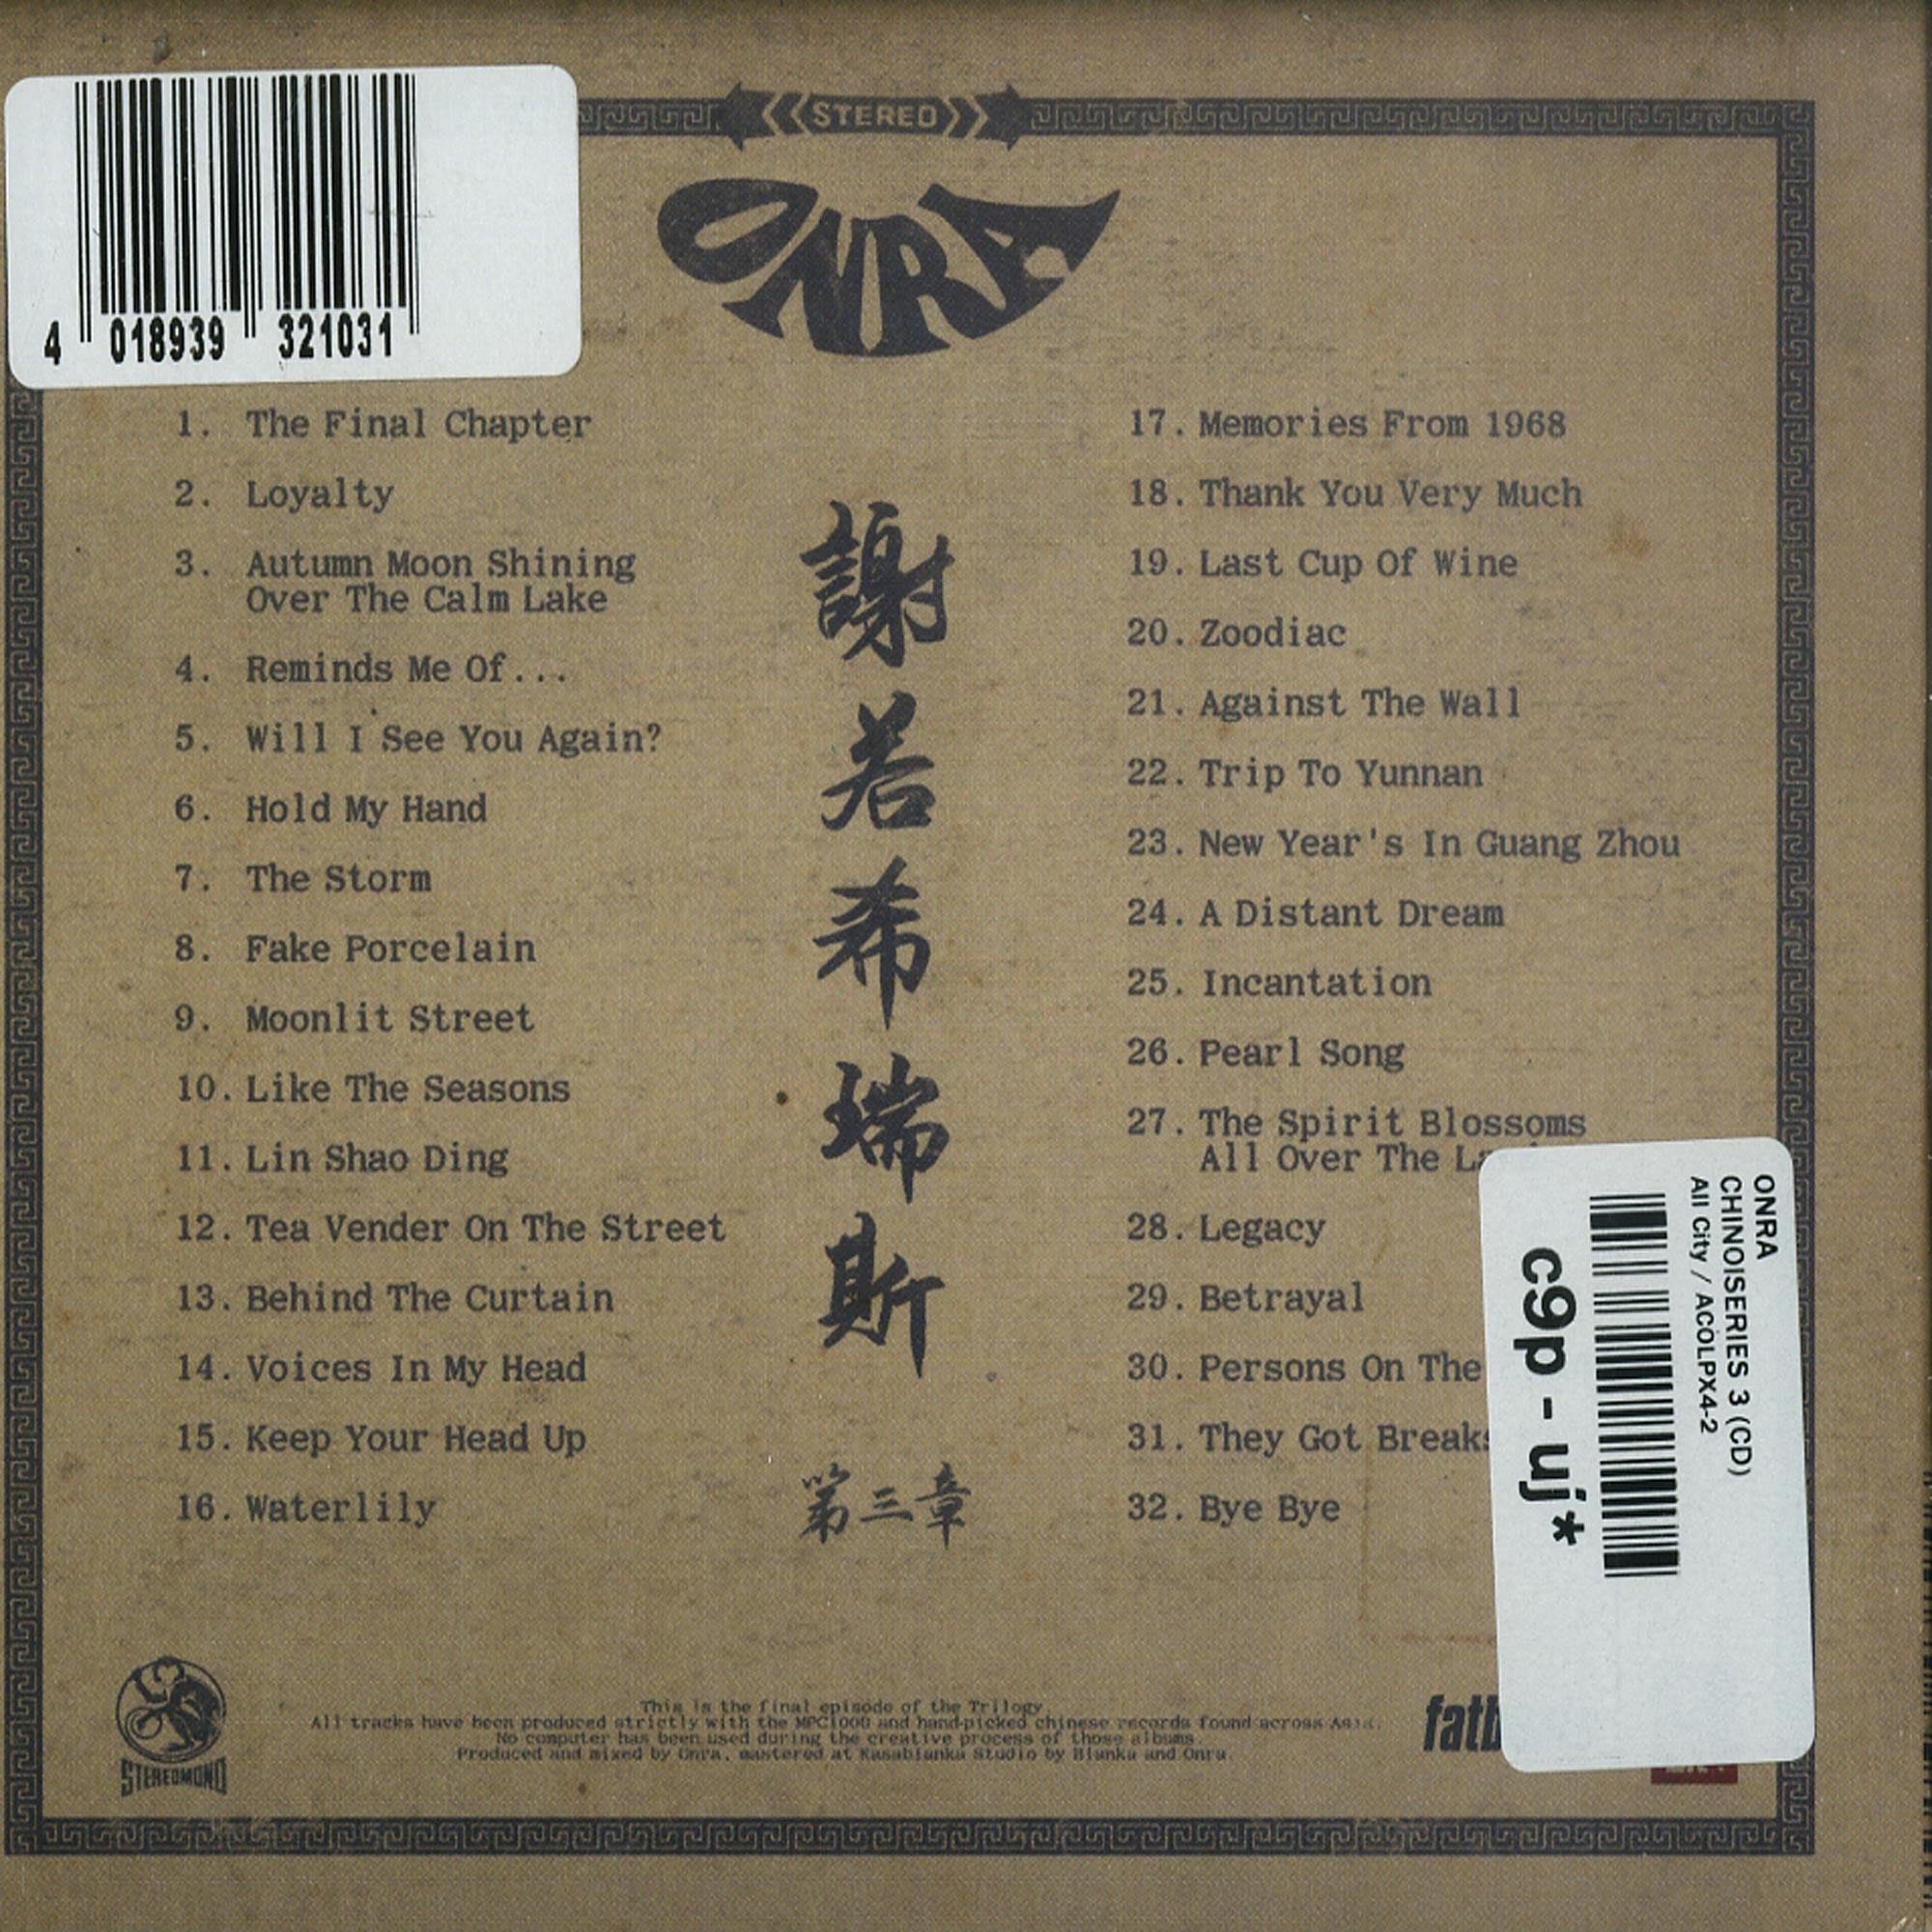 4 018939 321031
STEREO
ONRA
1. The Final Chapter
2. Loyalty
3. Autumn Moon Shining
Over The Calm Lake
4. Reminds Me Of...
5. Will I See You Again?
6. Hold My Hand
7. The Storm
8. Fake Porcelain
9. Moonlit Street
10. Like The Seasons
11. Lin Shao Ding
12. Tea Vender On The Street
13. Behind The Curtain
14. Voices In My Head
15. Keep Your Head Up
16. Waterlily
謝若希瑞斯
第三章
17. Memories From 1968
18. Thank You Very Much
19. Last Cup Of Wine
20. Zoodiac
21. Against The Wall
22. Trip To Yunnan
23. New Year's In Guang Zhou
24. A Distant Dream
25. Incantation
26. Pearl Song
27. The Spirit Blossoms
All Over The
28. Legacy
29. Betrayal
30. Persons On The
31. They Got Breaks
32. Bye Bye
ONRA
CHINOISERIES 3 (CD)
All City / ACOLPX4-2
c9p - uj*
STEREOMONO
This is the final episode of the Trilogy.
All tracks have been produced strictly with the MPC1000 and hand-picked chinese records found across Asia.
No computer has been used during the creative process of those albums.
Produced and mixed by Onra, mastered at Kasablanka Studio by Blanka and Onra.
fatb